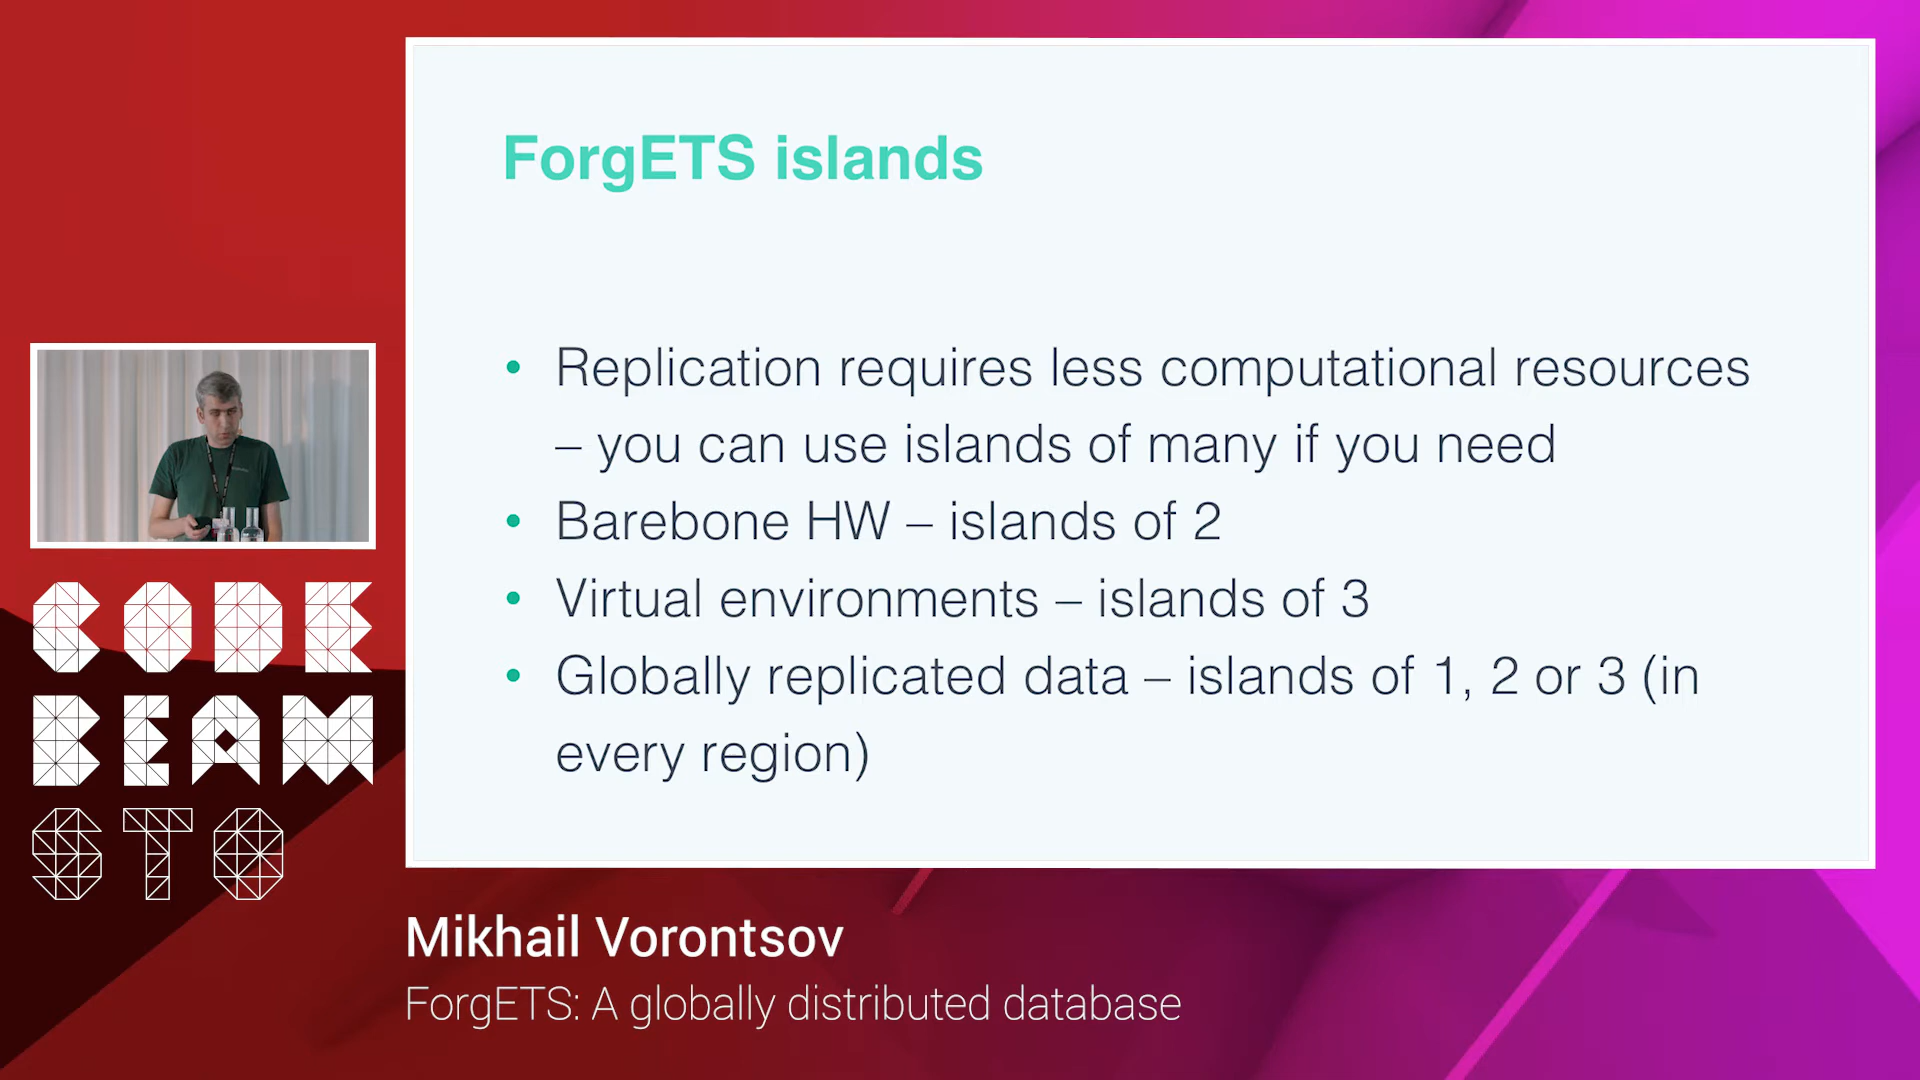 ForgETS islands
• Replication requires less computational resources
– you can use islands of many if you need
• Barebone HW – islands of 2
• Virtual environments – islands of 3
• Globally replicated data – islands of 1, 2 or 3 (in
every region)
CODE
BEAM
STO
Mikhail Vorontsov
ForgETS: A globally distributed database